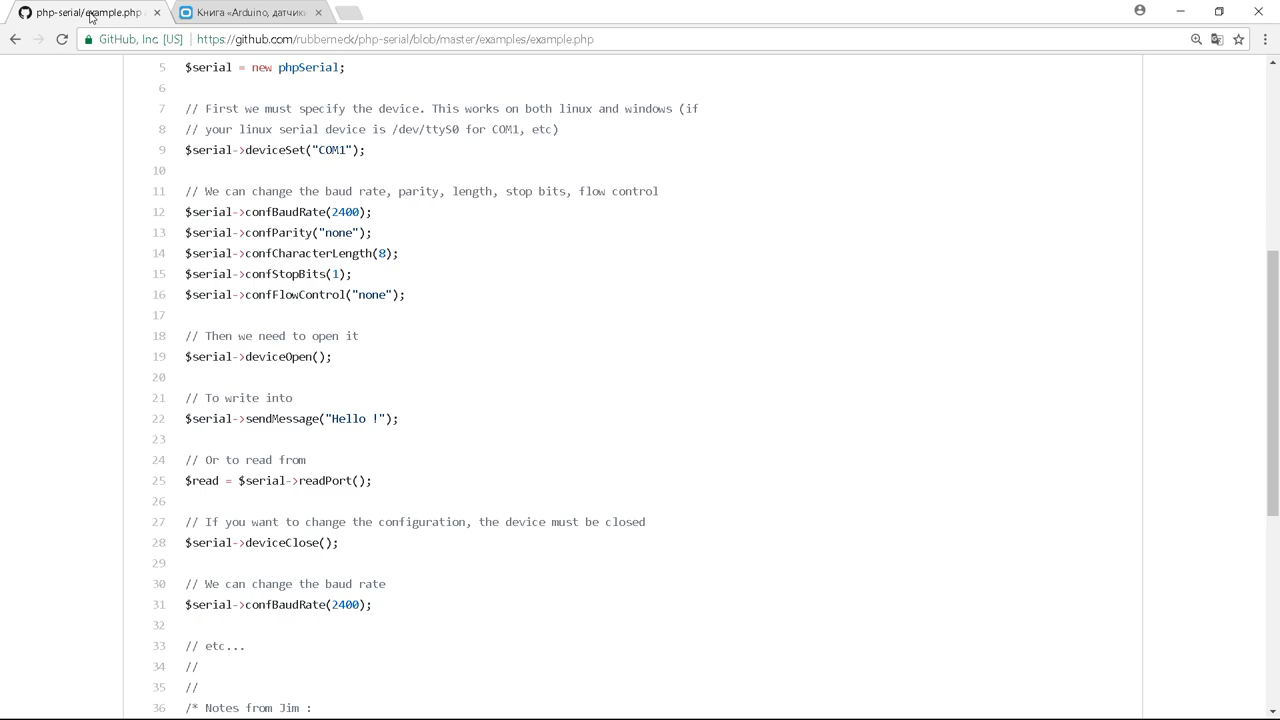 php-serial/example.php
Книга «Arduino, датчики
GitHub, Inc. [US]
https://github.com/rubberneck/php-serial/blob/master/examples/example.php
5 $serial = new phpSerial;
6
7 // First we must specify the device. This works on both linux and windows (if
8 // your linux serial device is /dev/ttyS0 for COM1, etc)
9 $serial->deviceSet("COM1");
10
11 // We can change the baud rate, parity, length, stop bits, flow control
12 $serial->confBaudRate(2400);
13 $serial->confParity("none");
14 $serial->confCharacterLength(8);
15 $serial->confStopBits(1);
16 $serial->confFlowControl("none");
17
18 // Then we need to open it
19 $serial->deviceOpen();
20
21 // To write into
22 $serial->sendMessage("Hello !");
23
24 // Or to read from
25 $read = $serial->readPort();
26
27 // If you want to change the configuration, the device must be closed
28 $serial->deviceClose();
29
30 // We can change the baud rate
31 $serial->confBaudRate(2400);
32
33 // etc...
34 //
35 //
36 /* Notes from Jim :